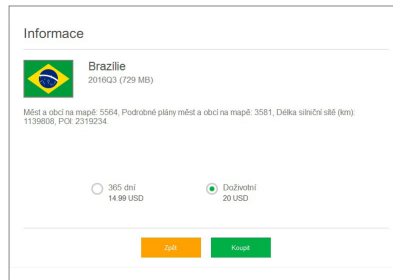 Informace
Brazílie
2016Q3 (729 MB)
Měst a obcí na mapě: 5564, Podrobné plány měst a obcí na mapě: 3581, Délka silniční sítě (km):
1139808, POI: 2319234.
365 dní
14.99 USD
Doživotní
20 USD
Zpět
Koupit